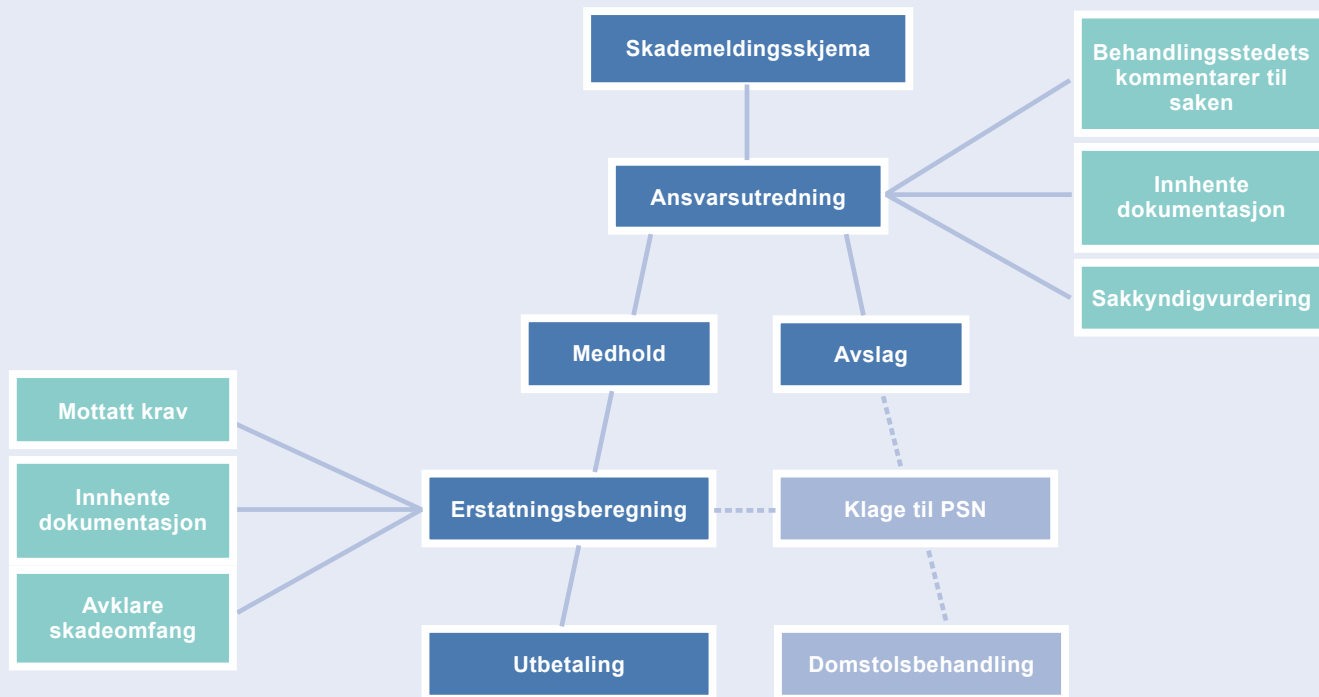 Skademeldingsskjema
Behandlingsstedets
kommentarer til
saken
Ansvarsutredning
Innhente
dokumentasjon
Sakkyndigvurdering
Medhold
Avslag
Mottatt krav
Innhente
dokumentasjon
Avklare
skadeomfang
Erstatningsberegning
Klage til PSN
Utbetaling
Domstolsbehandling